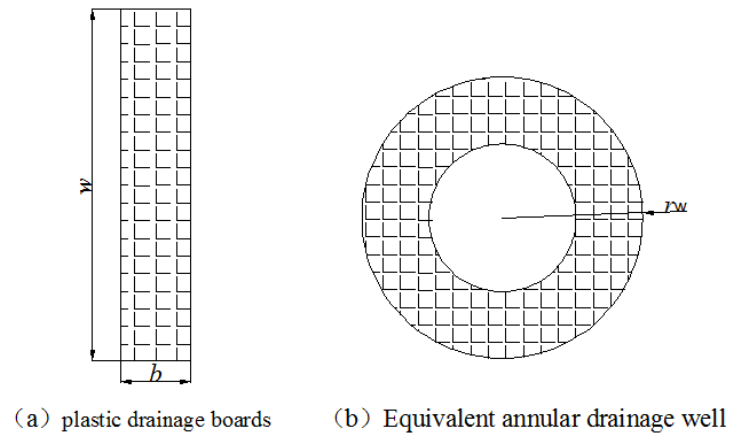 w
b
rw
（a）plastic drainage boards
（b）Equivalent annular drainage well